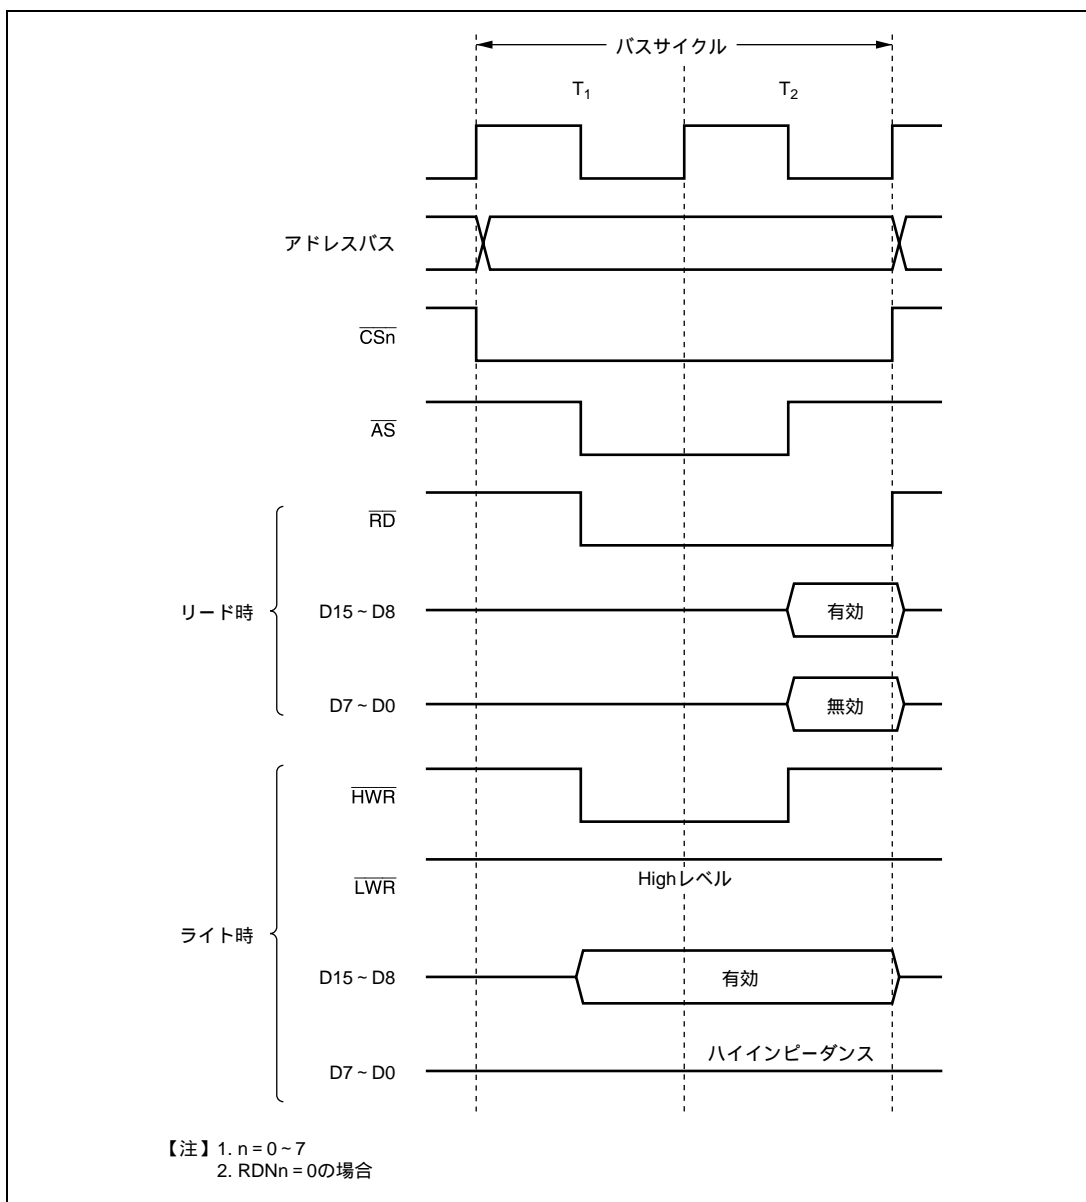 バスサイクル
T1 T2
アドレスバス
CSn
AS
RD
リード時
D15～D8 有効
D7～D0 無効
HWR
LWR Highレベル
ライト時
D15～D8 有効
D7～D0 ハイインピーダンス
【注】1. n = 0～7
2. RDNn = 0の場合